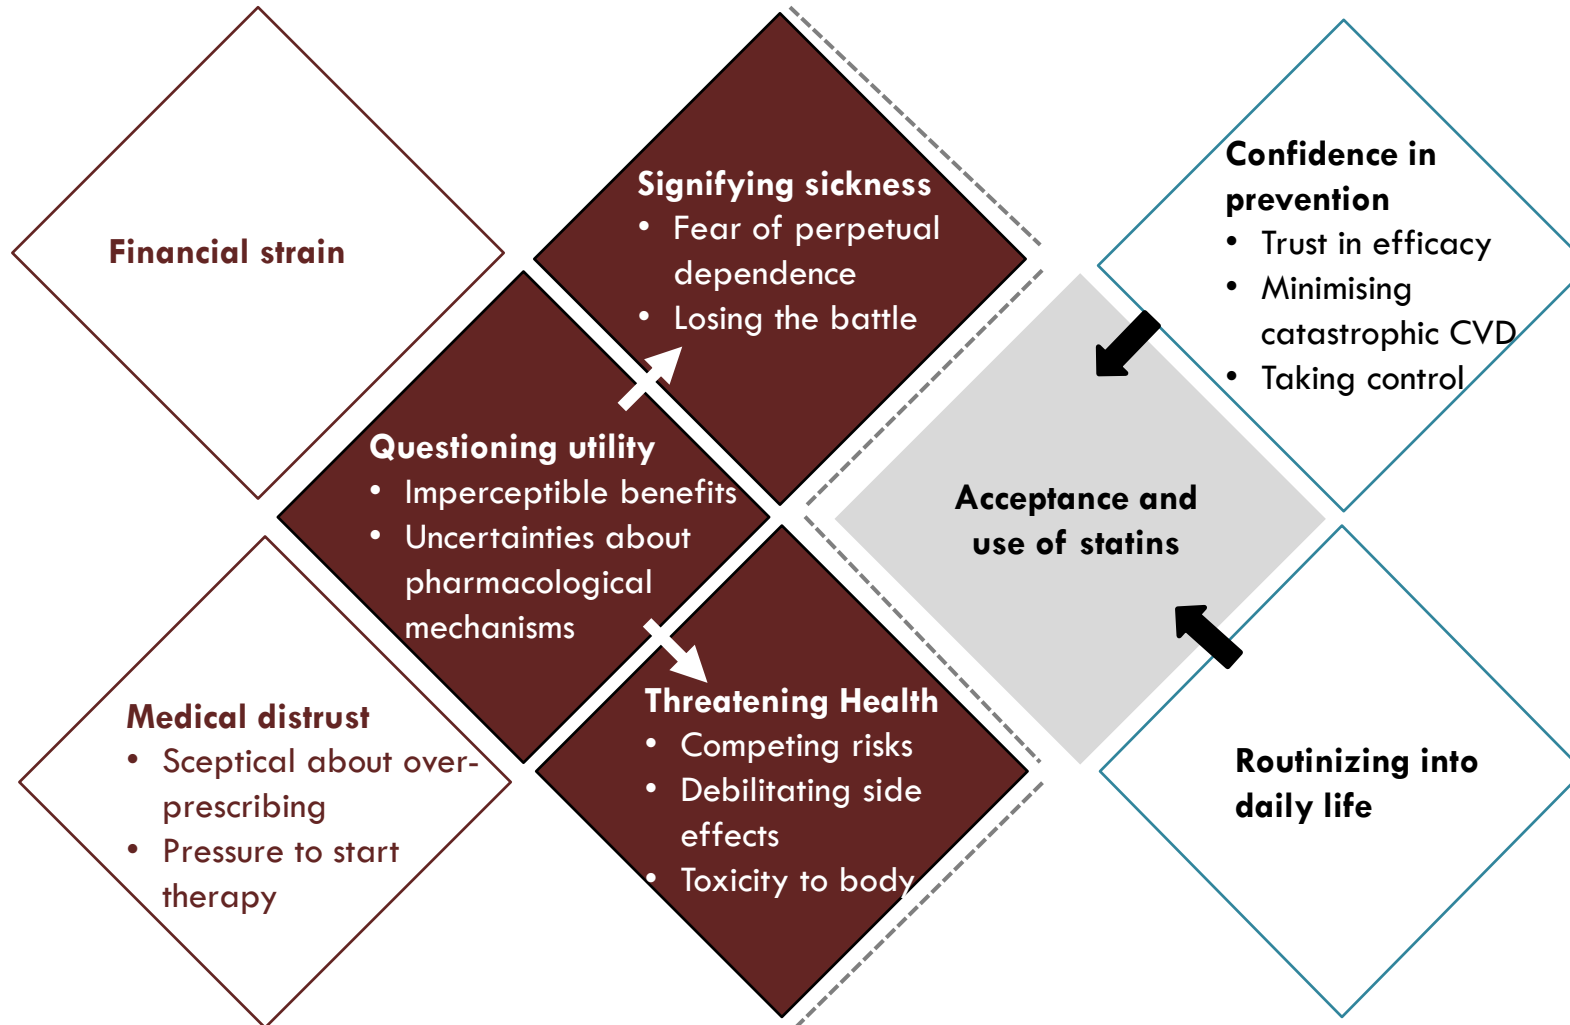 Financial strain
Signifying sickness
• Fear of perpetual
dependence
• Losing the battle
Confidence in
prevention
• Trust in efficacy
• Minimising
catastrophic CVD
• Taking control
Questioning utility
• Imperceptible benefits
• Uncertainties about
pharmacological
mechanisms
Acceptance and
use of statins
Medical distrust
• Sceptical about over-
prescribing
• Pressure to start
therapy
Threatening Health
• Competing risks
• Debilitating side
effects
• Toxicity to body
Routinizing into
daily life